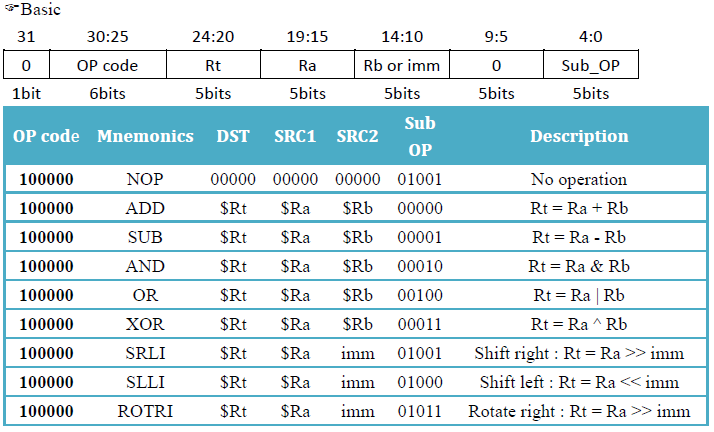 ☞Basic
31 30:25 24:20 19:15 14:10 9:5 4:0
0 OP code Rt Ra Rb or imm 0 Sub_OP
1bit 6bits 5bits 5bits 5bits 5bits 5bits
OP code Mnemonics DST SRC1 SRC2 Sub OP Description
100000 NOP 00000 00000 00000 01001 No operation
100000 ADD $Rt $Ra $Rb 00000 Rt = Ra + Rb
100000 SUB $Rt $Ra $Rb 00001 Rt = Ra - Rb
100000 AND $Rt $Ra $Rb 00010 Rt = Ra & Rb
100000 OR $Rt $Ra $Rb 00100 Rt = Ra | Rb
100000 XOR $Rt $Ra $Rb 00011 Rt = Ra ^ Rb
100000 SRLI $Rt $Ra imm 01001 Shift right : Rt = Ra >> imm
100000 SLLI $Rt $Ra imm 01000 Shift left : Rt = Ra << imm
100000 ROTRI $Rt $Ra imm 01011 Rotate right : Rt = Ra >> imm